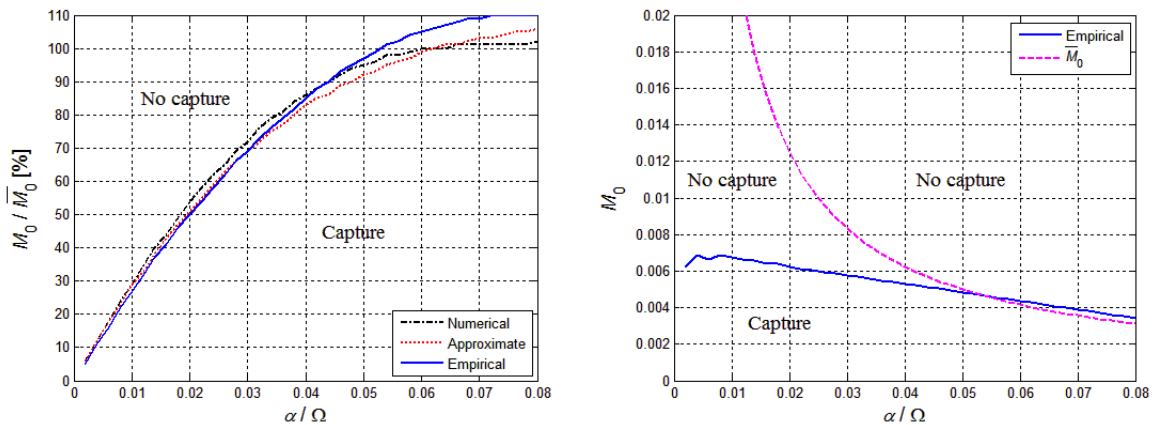 110
100
90
80
70
60
50
40
30
20
10
0
M̅₀ / M̅₀ [%]
No capture
Capture
Numerical
Approximate
Empirical
0 0.01 0.02 0.03 0.04 0.05 0.06 0.07 0.08
α / Ω
0.02
0.018
0.016
0.014
0.012
0.01
0.008
0.006
0.004
0.002
0
M₀
Empirical
M̅₀
No capture No capture
Capture
0 0.01 0.02 0.03 0.04 0.05 0.06 0.07 0.08
α / Ω